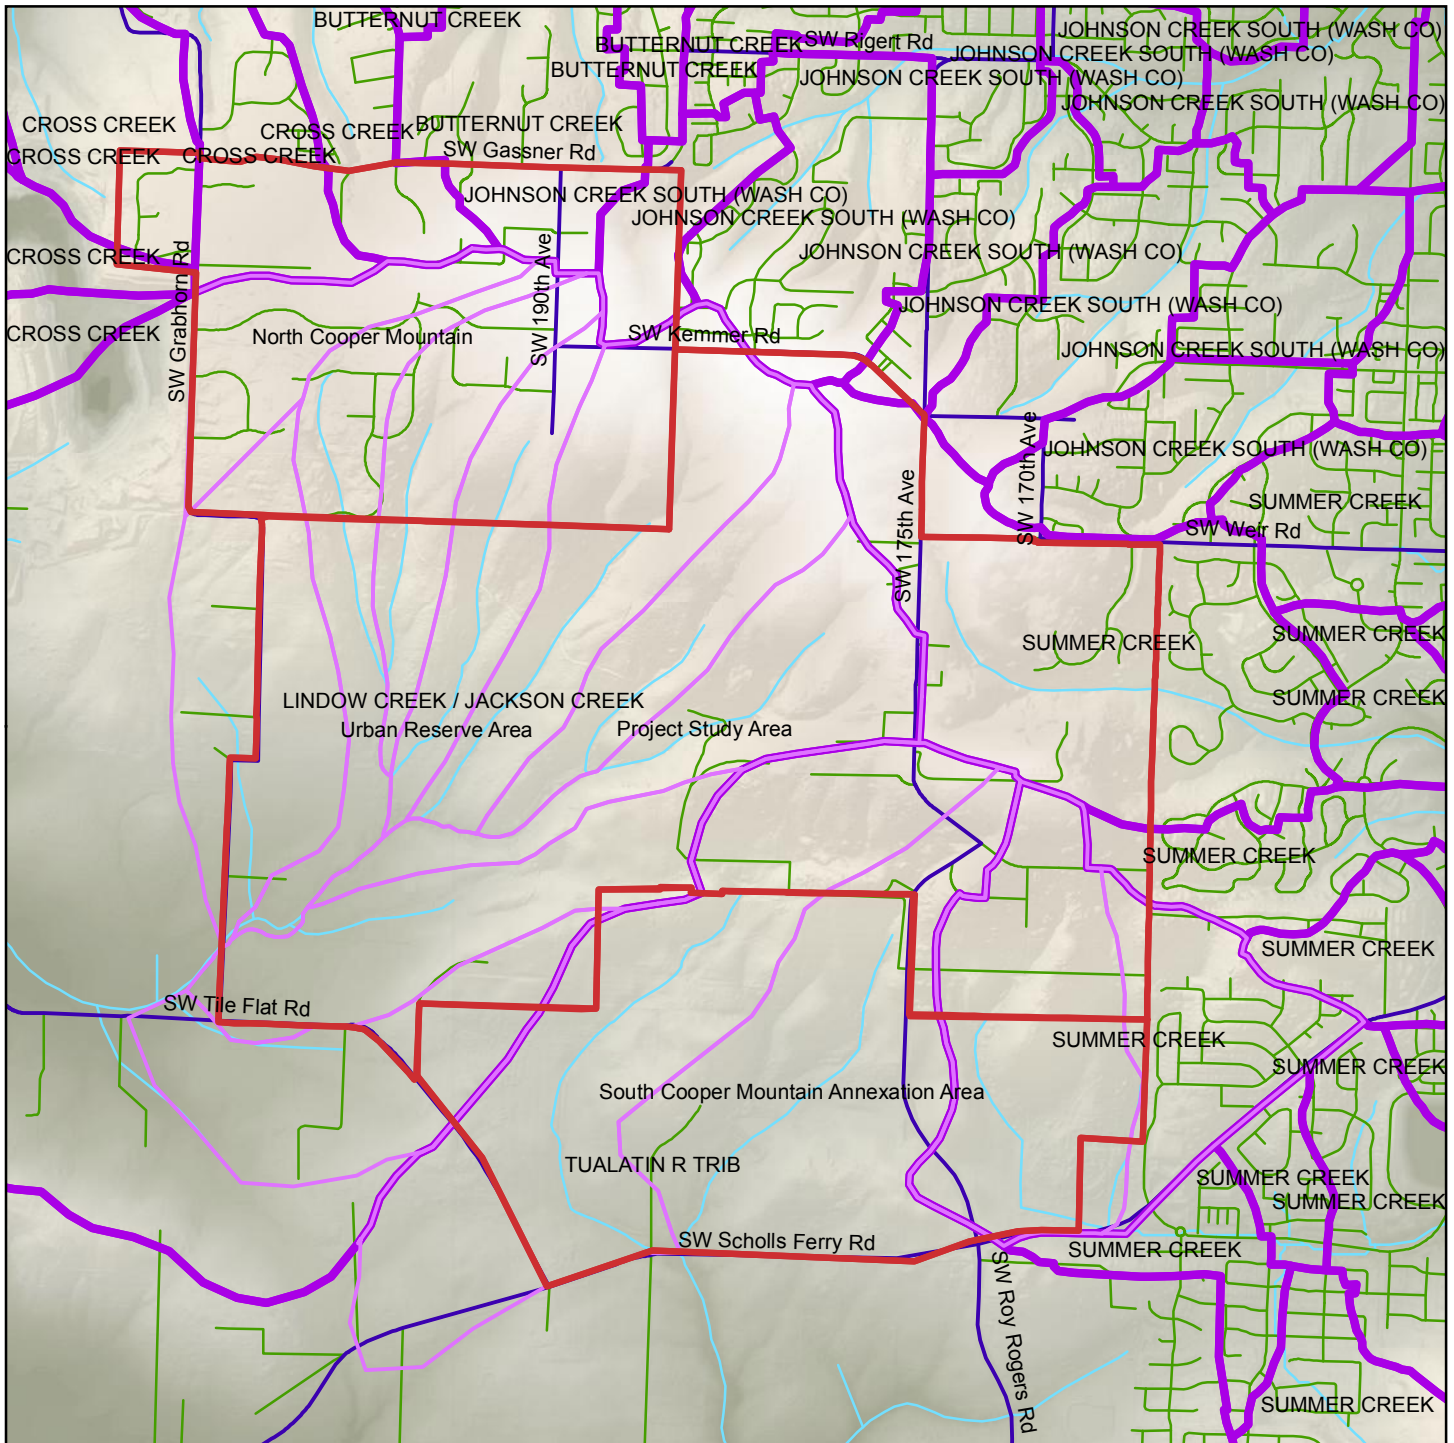 BUTTERNUT CREEK
JOHNSON CREEK SOUTH (WASH CO)
BUTTERNUT CREEK
SW Rigert Rd
JOHNSON CREEK SOUTH (WASH CO)
BUTTERNUT CREEK
JOHNSON CREEK SOUTH (WASH CO)
JOHNSON CREEK SOUTH (WASH CO)
CROSS CREEK
CROSS CREEK
BUTTERNUT CREEK
SW Gassner Rd
CROSS CREEK
CROSS CREEK
JOHNSON CREEK SOUTH (WASH CO)
JOHNSON CREEK SOUTH (WASH CO)
CROSS CREEK
SW Grabhorn Rd
SW 190th Ave
JOHNSON CREEK SOUTH (WASH CO)
JOHNSON CREEK SOUTH (WASH CO)
CROSS CREEK
North Cooper Mountain
SW Kemmer Rd
JOHNSON CREEK SOUTH (WASH CO)
SW 170th Ave
JOHNSON CREEK SOUTH (WASH CO)
SW 175th Ave
SUMMER CREEK
SW Weir Rd
SUMMER CREEK
SUMMER CREEK
LINDOW CREEK / JACKSON CREEK
SUMMER CREEK
Urban Reserve Area
Project Study Area
SUMMER CREEK
SUMMER CREEK
SW Tile Flat Rd
SUMMER CREEK
SUMMER CREEK
South Cooper Mountain Annexation Area
TUALATIN R TRIB
SUMMER CREEK
SUMMER CREEK
SW Scholls Ferry Rd
SUMMER CREEK
SW Roy Rogers Rd
SUMMER CREEK